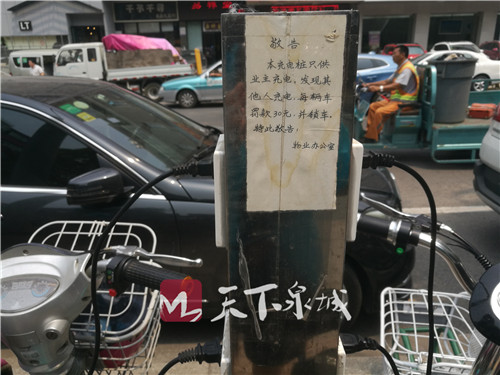 敬告
本充电桩只供
业主充电，发现其
他人充电，每辆车
罚款30元．并锁车．
特此敬告：
物业办公室
天下泉城
LT